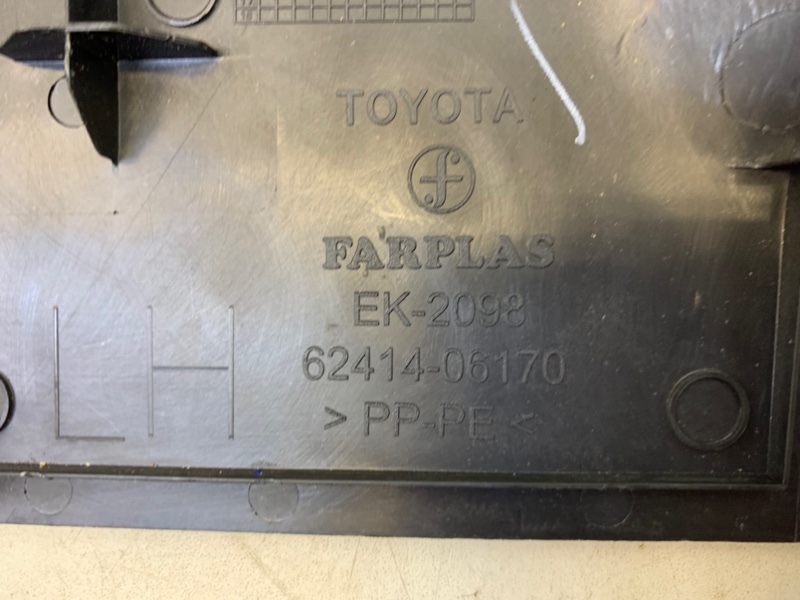 TOYOTA
FARPLAS
EK-2098
62414-06170
LH
> PP-PE <